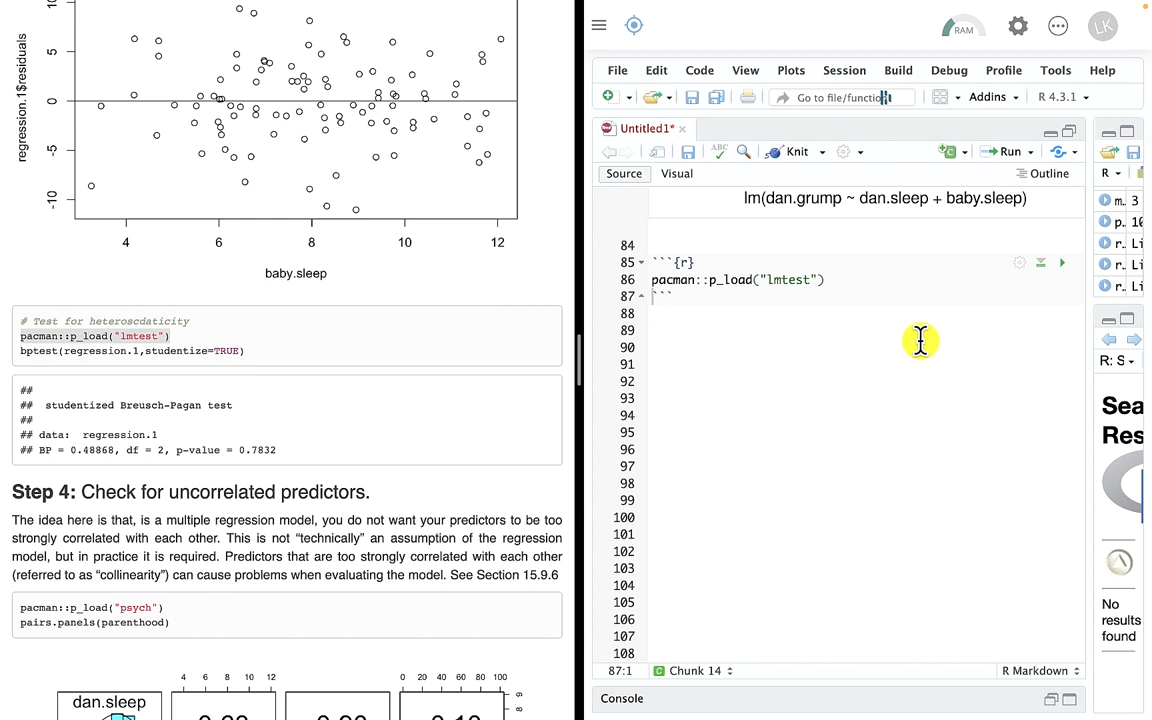 10
5
0
-5
-10
regression.1$residuals
4 6 8 10 12
baby.sleep
# Test for heteroscdaticity
pacman::p_load("lmtest")
bptest(regression.1,studentize=TRUE)
##
## studentized Breusch-Pagan test
##
## data: regression.1
## BP = 0.48868, df = 2, p-value = 0.7832
Step 4: Check for uncorrelated predictors.
The idea here is that, is a multiple regression model, you do not want your predictors to be too
strongly correlated with each other. This is not “technically” an assumption of the regression
model, but in practice it is required. Predictors that are too strongly correlated with each other
(referred to as “collinearity”) can cause problems when evaluating the model. See Section 15.9.6
pacman::p_load("psych")
pairs.panels(parenthood)
4 6 8 10 12 0 20 40 60 80 100
dan.sleep
RAM
LK
File Edit Code View Plots Session Build Debug Profile Tools Help
Go to file/function
Addins
R 4.3.1
Untitled1*
ABC
Knit
Run
Source Visual
Outline
lm(dan.grump ~ dan.sleep + baby.sleep)
84
85 ```{r}
86 pacman::p_load("lmtest")
87 ```
88
89
90
91
92
93
94
95
96
97
98
99
100
101
102
103
104
105
106
107
108
87:1 Chunk 14
R Markdown
Console
R
m.. 3
p.. 10
r.. Li
r.. Li
r.. Li
R: S
Sea
Res
No
results
found